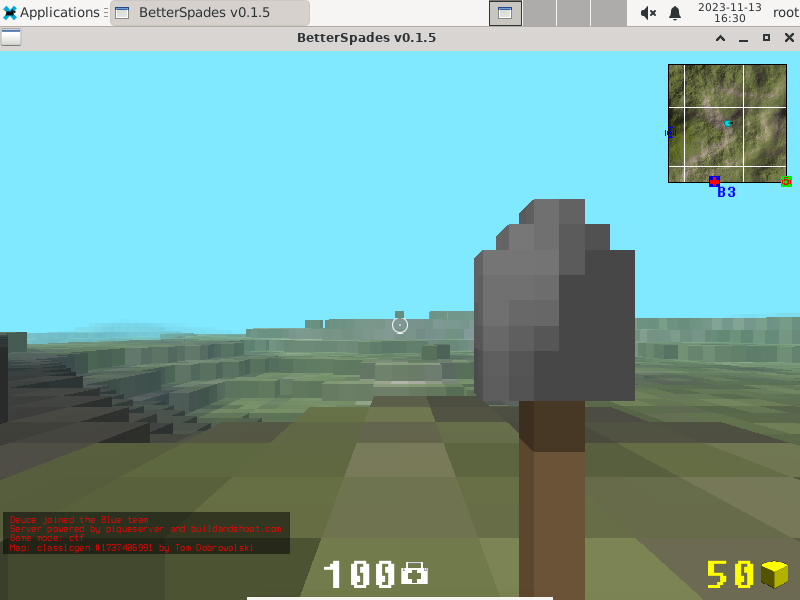 Applications
BetterSpades v0.1.5
2023-11-13
16:30
root
BetterSpades v0.1.5
B3
Deuce joined the Blue team
Server powered by piqueserver and buildandshoot.com
Game mode: ctf
Map: classicgen #1737405991 by Tom Dobrowolski
100
50